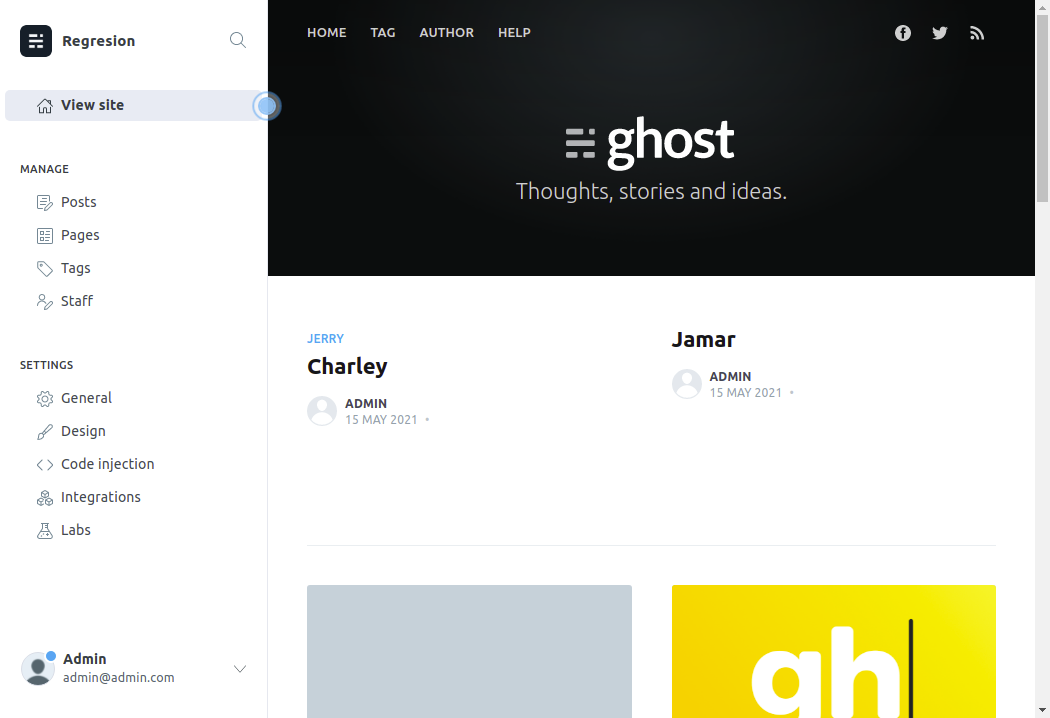 Regresion
View site
MANAGE
Posts
Pages
Tags
Staff
SETTINGS
General
Design
Code injection
Integrations
Labs
Admin
admin@admin.com
HOME TAG AUTHOR HELP
ghost
Thoughts, stories and ideas.
JERRY
Charley
ADMIN
15 MAY 2021 •
Jamar
ADMIN
15 MAY 2021 •
gh